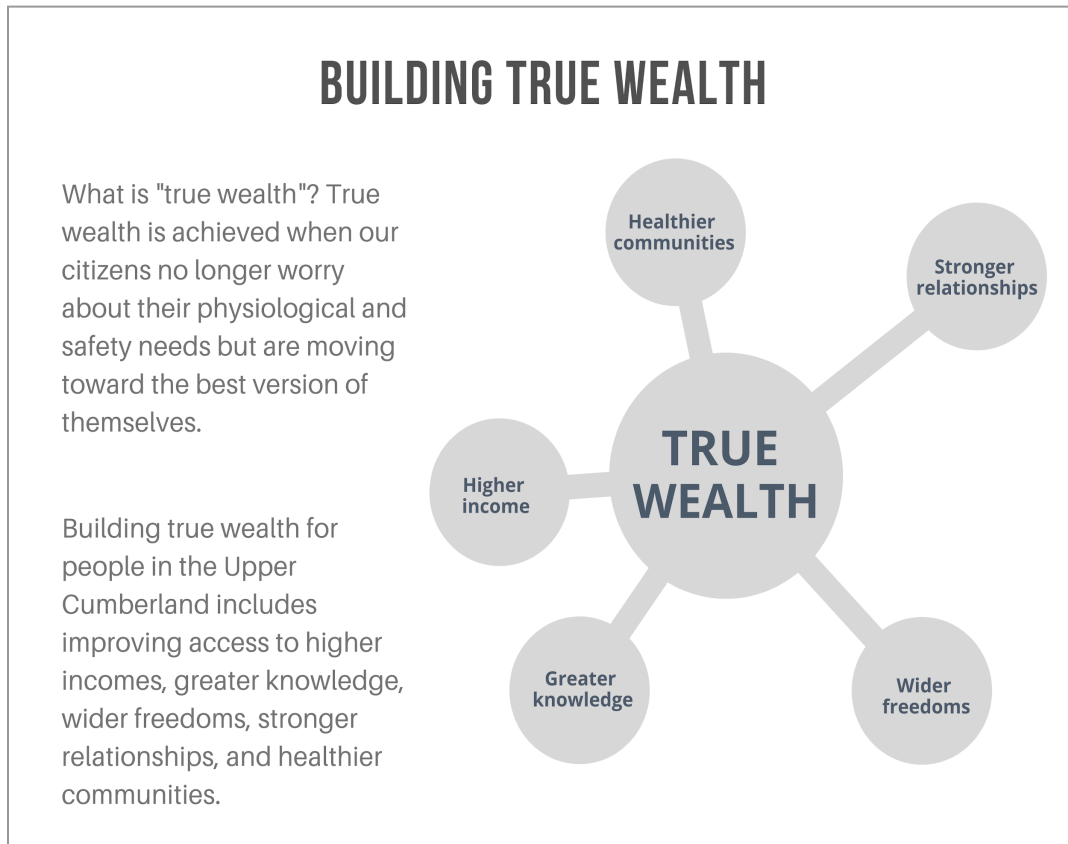 BUILDING TRUE WEALTH
What is "true wealth"? True
wealth is achieved when our
citizens no longer worry
about their physiological and
safety needs but are moving
toward the best version of
themselves.
Building true wealth for
people in the Upper
Cumberland includes
improving access to higher
incomes, greater knowledge,
wider freedoms, stronger
relationships, and healthier
communities.
Healthier
communities
Stronger
relationships
TRUE
WEALTH
Higher
income
Greater
knowledge
Wider
freedoms